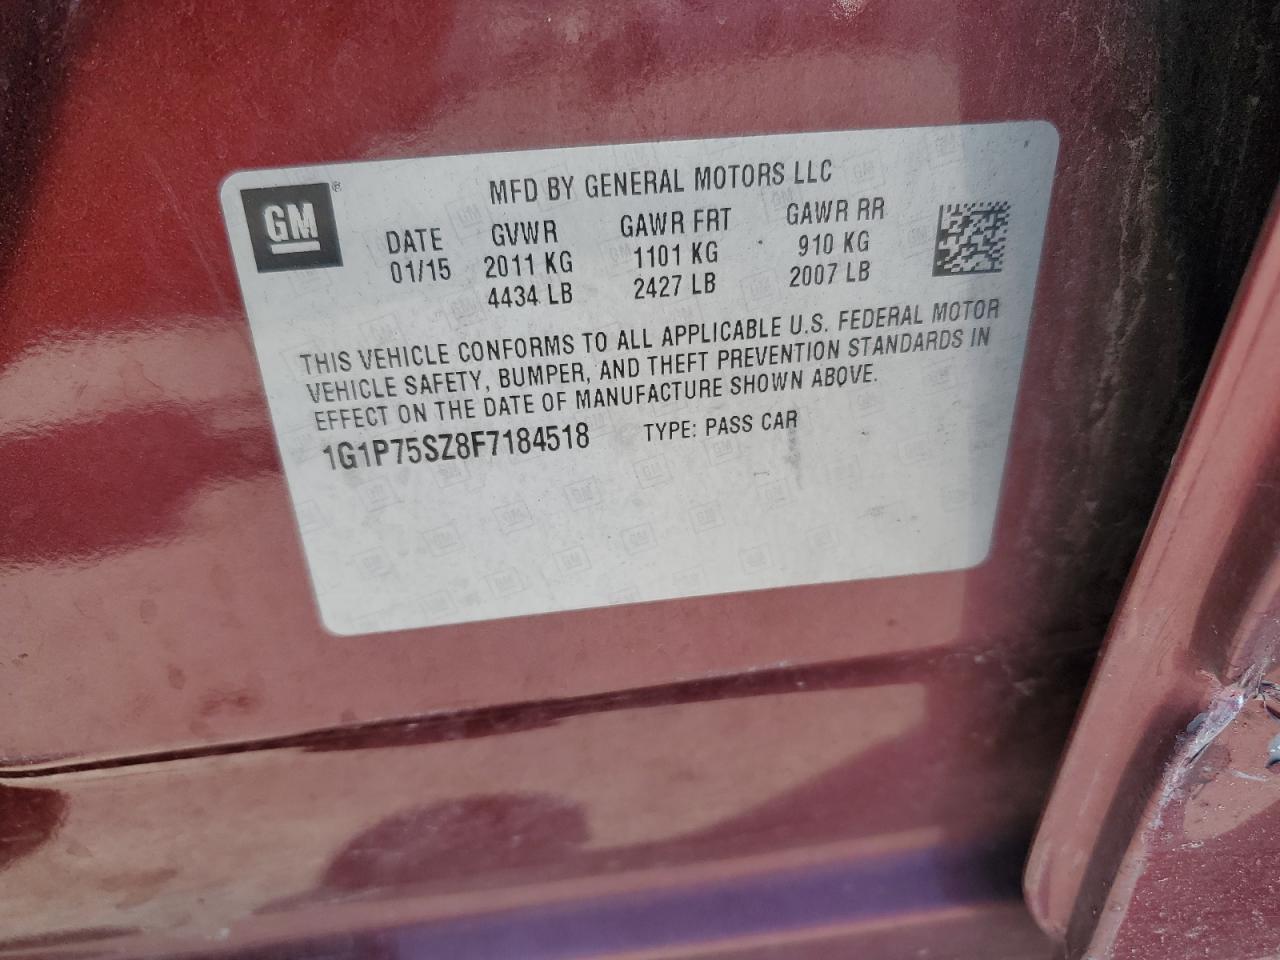 GM
MFD BY GENERAL MOTORS LLC
DATE GVWR GAWR FRT GAWR RR
01/15 2011 KG 1101 KG 910 KG
4434 LB 2427 LB 2007 LB
THIS VEHICLE CONFORMS TO ALL APPLICABLE U.S. FEDERAL MOTOR
VEHICLE SAFETY, BUMPER, AND THEFT PREVENTION STANDARDS IN
EFFECT ON THE DATE OF MANUFACTURE SHOWN ABOVE.
1G1P75SZ8F7184518 TYPE: PASS CAR